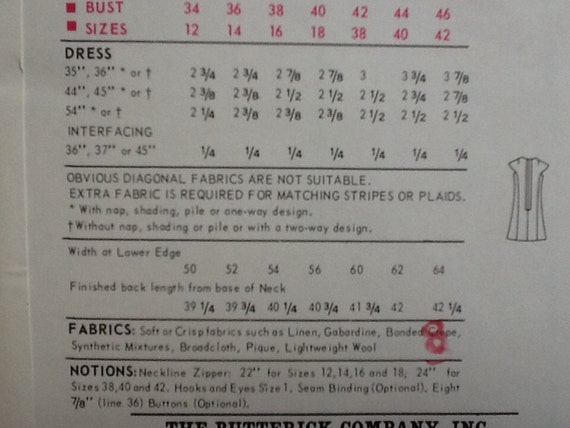 ■ BUST 34 36 38 40 42 44 46
■ SIZES 12 14 16 18 38 40 42
DRESS
35", 36" * or † 2 3/4 2 3/4 2 7/8 2 7/8 3 3 3/4 3 7/8
44", 45" * or † 2 3/8 2 3/8 2 1/2 2 1/2 2 1/2 2 3/4 2 7/8
54" * or † 2 1/4 2 3/8 2 3/8 2 3/8 2 1/2 2 1/2 2 1/2
INTERFACING
36", 37" or 45" 1/4 1/4 1/4 1/4 1/4 1/4 1/4
OBVIOUS DIAGONAL FABRICS ARE NOT SUITABLE.
EXTRA FABRIC IS REQUIRED FOR MATCHING STRIPES OR PLAIDS.
* With nap, shading, pile or one-way design.
† Without nap, shading or pile or with a two-way design.
Width at Lower Edge
50 52 54 56 60 62 64
Finished back length from base of Neck
39 1/4 39 3/4 40 1/4 40 3/4 41 3/4 42 42 1/4
FABRICS: Soft or Crisp fabrics such as Linen, Gabardine, Bonded Crepe,
Synthetic Mixtures, Broadcloth, Pique, Lightweight Wool
8
NOTIONS: Neckline Zipper: 22" for Sizes 12,14,16 and 18, 24" for
Sizes 38,40 and 42. Hooks and Eyes Size 1, Seam Binding (Optional). Eight
7/8" (line 36) Buttons (Optional).
THE BUTTERICK COMPANY, INC.